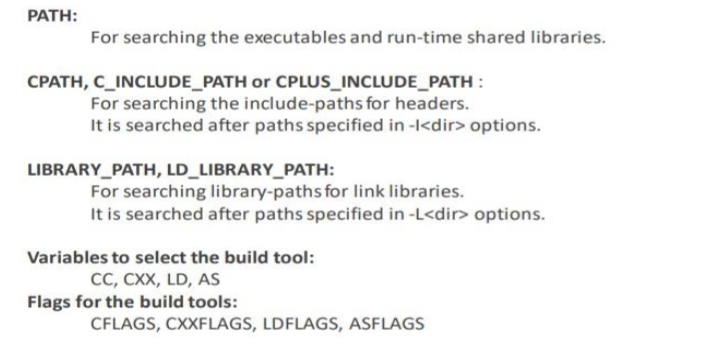 PATH:
For searching the executables and run-time shared libraries.
CPATH, C_INCLUDE_PATH or CPLUS_INCLUDE_PATH :
For searching the include-paths for headers.
It is searched after paths specified in -I<dir> options.
LIBRARY_PATH, LD_LIBRARY_PATH:
For searching library-paths for link libraries.
It is searched after paths specified in -L<dir> options.
Variables to select the build tool:
CC, CXX, LD, AS
Flags for the build tools:
CFLAGS, CXXFLAGS, LDFLAGS, ASFLAGS